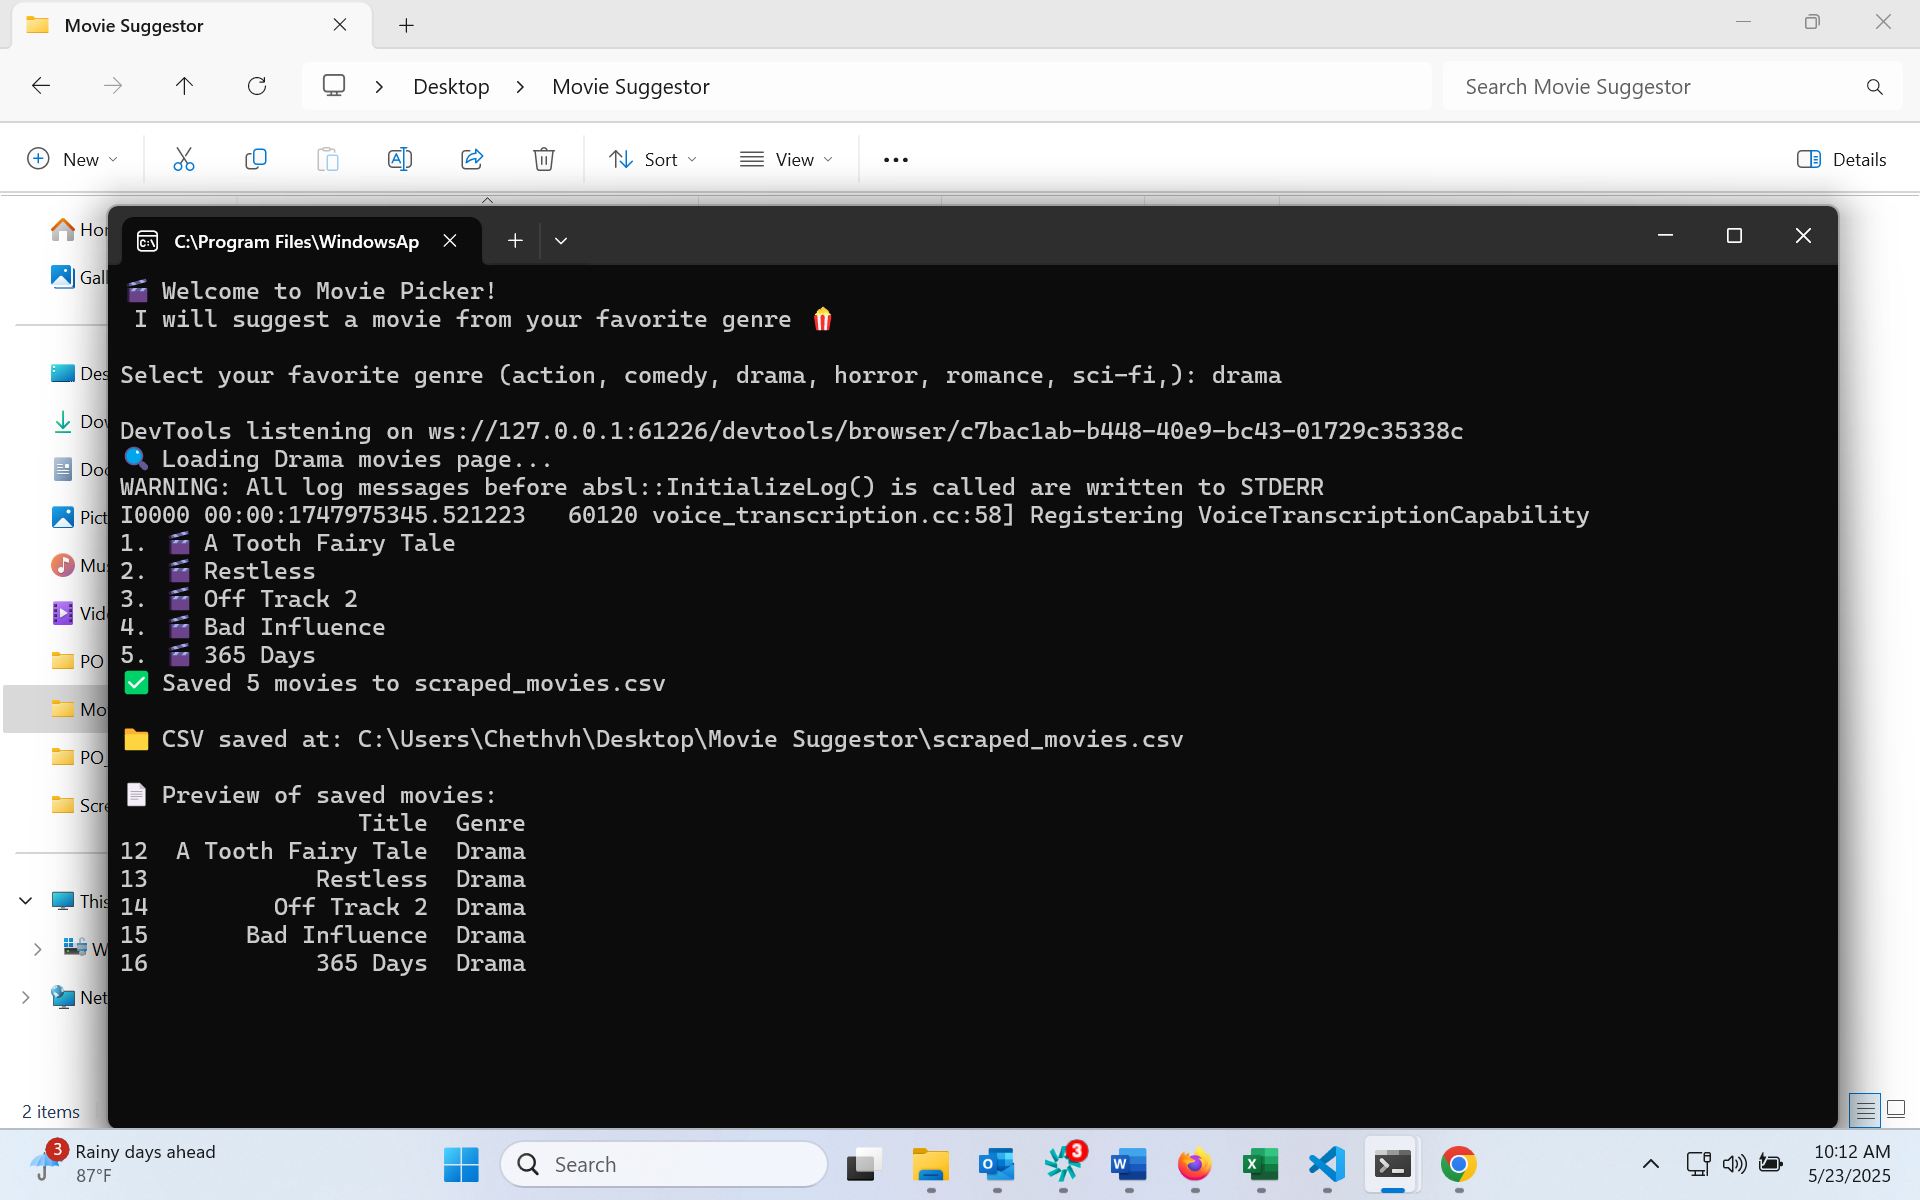 Movie Suggestor
Desktop > Movie Suggestor
Search Movie Suggestor
New
Sort
View
Details
C:\Program Files\WindowsAp
🎬 Welcome to Movie Picker!
I will suggest a movie from your favorite genre 🍿
Select your favorite genre (action, comedy, drama, horror, romance, sci-fi,): drama
DevTools listening on ws://127.0.0.1:61226/devtools/browser/c7bac1ab-b448-40e9-bc43-01729c35338c
🔍 Loading Drama movies page...
WARNING: All log messages before absl::InitializeLog() is called are written to STDERR
I0000 00:00:1747975345.521223   60120 voice_transcription.cc:58] Registering VoiceTranscriptionCapability
1. 🎬 A Tooth Fairy Tale
2. 🎬 Restless
3. 🎬 Off Track 2
4. 🎬 Bad Influence
5. 🎬 365 Days
✅ Saved 5 movies to scraped_movies.csv
📁 CSV saved at: C:\Users\Chethvh\Desktop\Movie Suggestor\scraped_movies.csv
📄 Preview of saved movies:
Title  Genre
12  A Tooth Fairy Tale  Drama
13  Restless  Drama
14  Off Track 2  Drama
15  Bad Influence  Drama
16  365 Days  Drama
Hor
Gall
Des
Dov
Doc
Pict
Mus
Vide
PO
Mo
PO_
Scre
This
W
Net
2 items
3
Rainy days ahead
87°F
Search
3
10:12 AM
5/23/2025